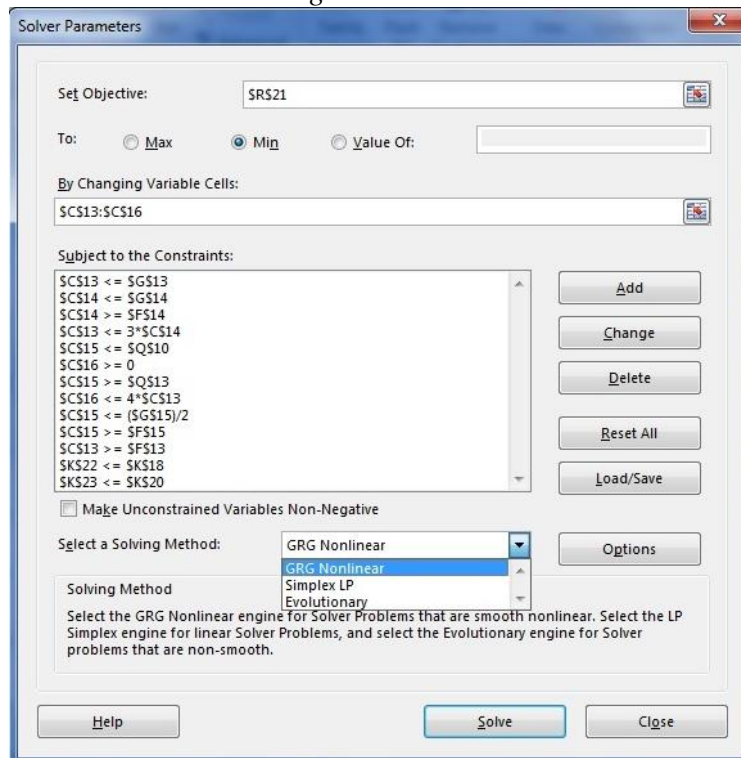 Solver Parameters
Set Objective: $R$21
To: Max Min Value Of:
By Changing Variable Cells:
$C$13:$C$16
Subject to the Constraints:
$C$13 <= $G$13
$C$14 <= $G$14
$C$14 >= $F$14
$C$13 <= 3*$C$14
$C$15 <= $Q$10
$C$16 >= 0
$C$15 >= $Q$13
$C$16 <= 4*$C$13
$C$15 <= ($G$15)/2
$C$15 >= $F$15
$C$13 >= $F$13
$K$22 <= $K$18
$K$23 <= $K$20
Add
Change
Delete
Reset All
Load/Save
Make Unconstrained Variables Non-Negative
Select a Solving Method: GRG Nonlinear Options
GRG Nonlinear
Simplex LP
Evolutionary
Solving Method
Select the GRG Nonlinear engine for Solver Problems that are smooth nonlinear. Select the LP
Simplex engine for linear Solver Problems, and select the Evolutionary engine for Solver
problems that are non-smooth.
Help Solve Close